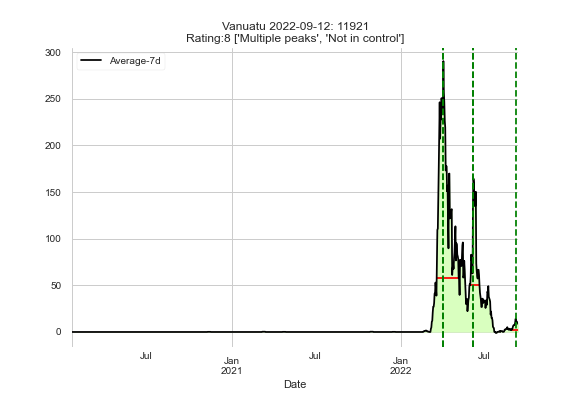 Vanuatu 2022-09-12: 11921
Rating:8 ['Multiple peaks', 'Not in control']
Average-7d
300
250
200
150
100
50
0
Jul
Jan
2021
Jul
Jan
2022
Jul
Date